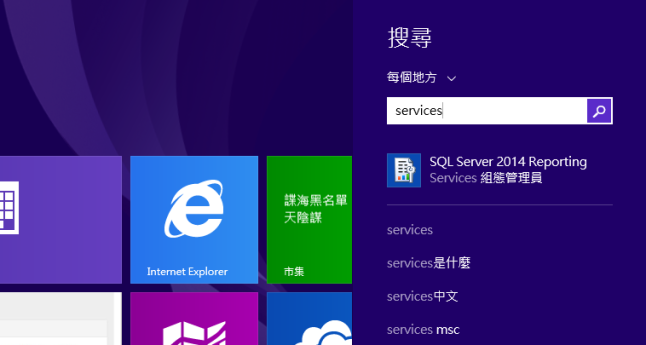 搜尋
每個地方
services
SQL Server 2014 Reporting
Services 組態管理員
services
services是什麼
services中文
services msc
諜海黑名單
天陰謀
Internet Explorer
市集